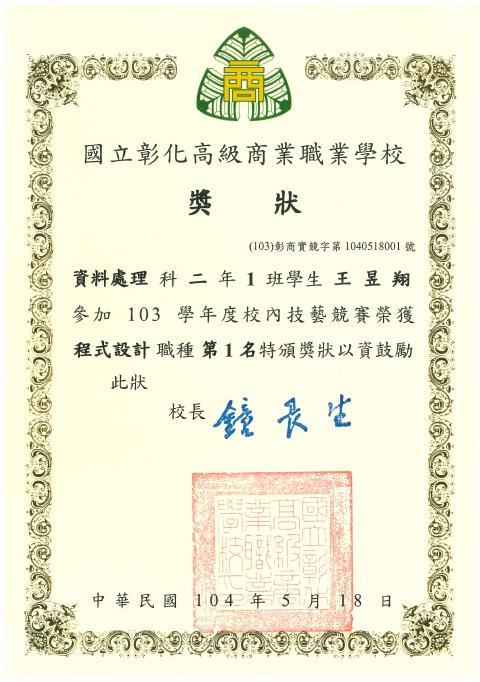 商
國立彰化高級商業職業學校
獎 狀
(103)彰商實競字第 1040518001 號
資料處理 科 二 年 1 班學生 王 昱 翔
參加 103 學年度校內技藝競賽榮獲
程式設計 職種 第 1 名特頒獎狀以資鼓勵
此狀
校長 鐘長生
國立彰化高級商業職業學校
中華民國 104 年 5 月 18 日